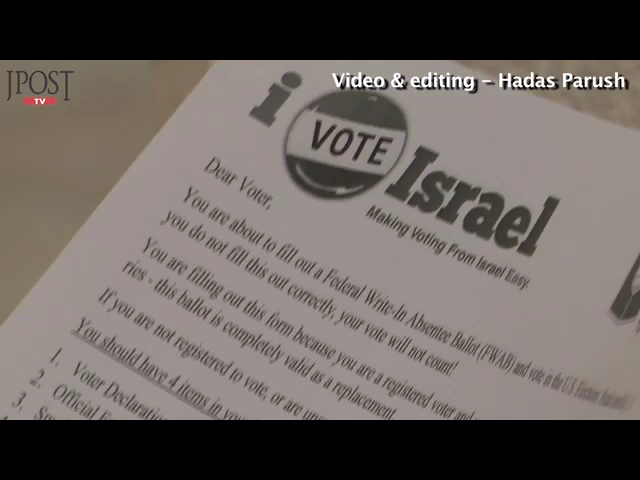 JPOST
TV
Video & editing - Hadas Parush
i VOTE Israel
Making Voting From Israel Easy.
Dear Voter,
You are about to fill out a Federal Write-In Absentee Ballot (FWAB) and vote in the U.S. Election, but
you do not fill this out correctly, your vote will not count!
You are filling out this form because you are a registered voter and
ries - this ballot is completely valid as a replacement.
If you are not registered to vote, or are
You should have 4 items in
1. Voter Declaration
2. Official
3.